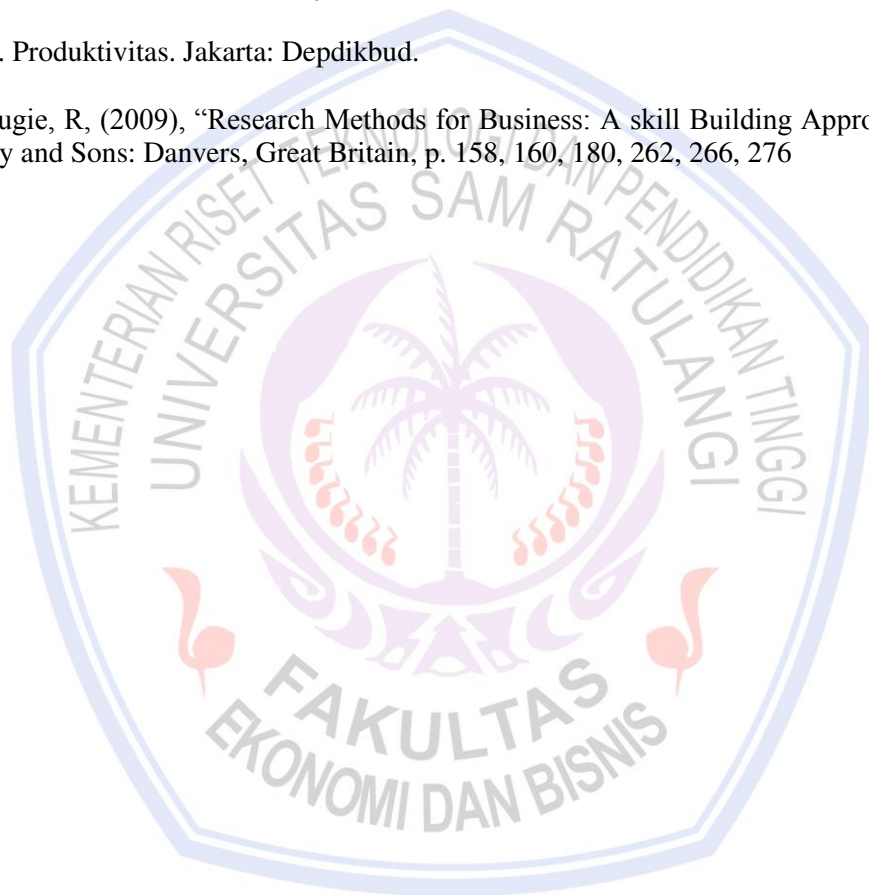 . Produktivitas. Jakarta: Depdikbud.
ugie, R, (2009), “Research Methods for Business: A skill Building Appro
y and Sons: Danvers, Great Britain, p. 158, 160, 180, 262, 266, 276
KEMENTERIAN RISET TEKNOLOGI DAN PENDIDIKAN TINGGI
UNIVERSITAS SAM RATULANGI
FAKULTAS
EKONOMI DAN BISNIS